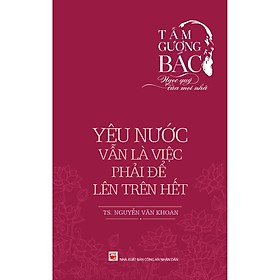 TẤM
GƯƠNG
BÁC
Ngọc quý
của mọi nhà
YÊU NƯỚC
VẪN LÀ VIỆC
PHẢI ĐỂ
LÊN TRÊN HẾT
TS. NGUYỄN VĂN KHOAN
NHÀ XUẤT BẢN CÔNG AN NHÂN DÂN